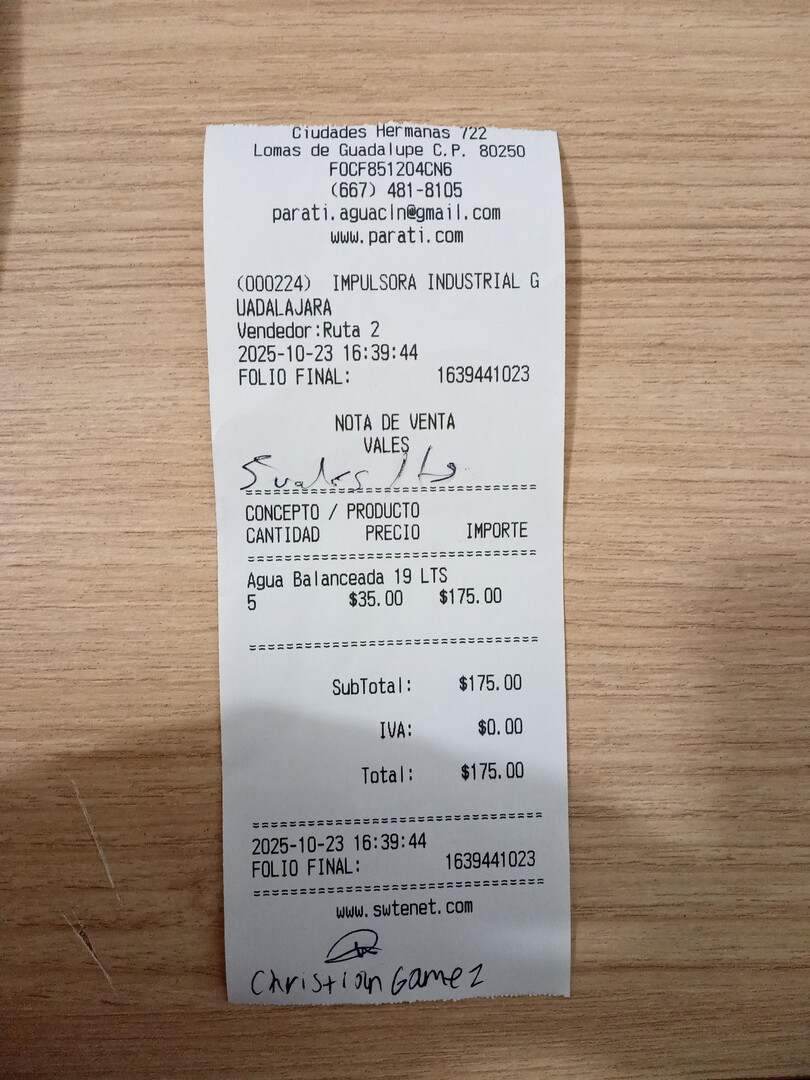 Ciudades Hermanas 722
Lomas de Guadalupe C.P. 80250
FOCF851204CN6
(667) 481-8105
parati.aguacln@gmail.com
www.parati.com
(000224) IMPULSORA INDUSTRIAL G
UADALAJARA
Vendedor:Ruta 2
2025-10-23 16:39:44
FOLIO FINAL: 1639441023
NOTA DE VENTA
VALES
5 vales
CONCEPTO / PRODUCTO
CANTIDAD PRECIO IMPORTE
Agua Balanceada 19 LTS
5 $35.00 $175.00
SubTotal: $175.00
IVA: $0.00
Total: $175.00
2025-10-23 16:39:44
FOLIO FINAL: 1639441023
www.swtenet.com
Christian Gamez